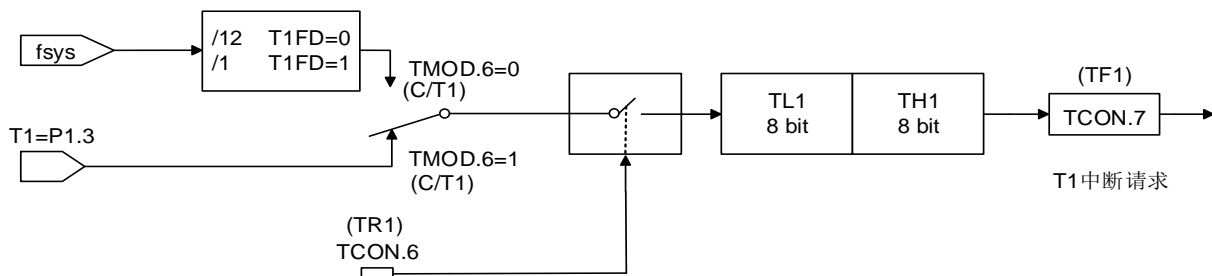 fsys
/12 T1FD=0
/1 T1FD=1
TMOD.6=0
(C/T1)
T1=P1.3
TMOD.6=1
(C/T1)
(TR1)
TCON.6
TL1
8 bit
TH1
8 bit
(TF1)
TCON.7
T1中断请求